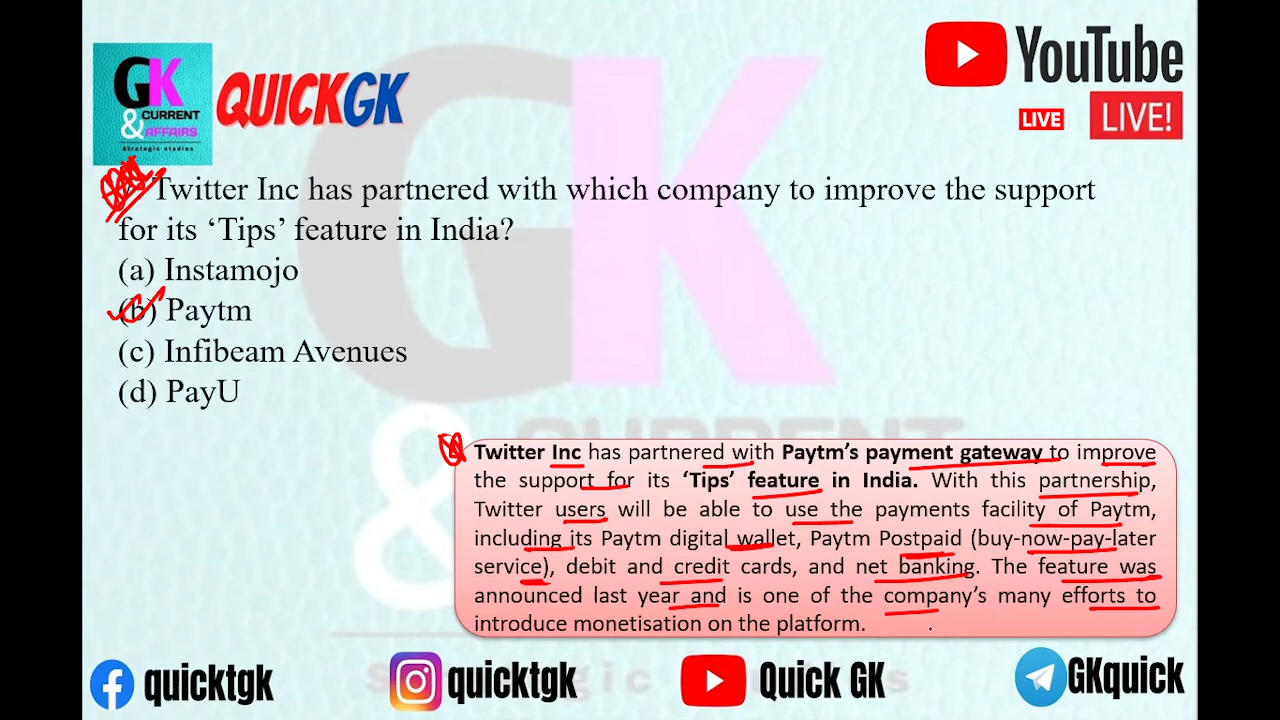 GK
CURRENT
& AFFAIRS
Strategic studies
QUICKGK
YouTube
LIVE LIVE!
Twitter Inc has partnered with which company to improve the support
for its ‘Tips’ feature in India?
(a) Instamojo
(b) Paytm
(c) Infibeam Avenues
(d) PayU
Twitter Inc has partnered with Paytm’s payment gateway to improve
the support for its ‘Tips’ feature in India. With this partnership,
Twitter users will be able to use the payments facility of Paytm,
including its Paytm digital wallet, Paytm Postpaid (buy-now-pay-later
service), debit and credit cards, and net banking. The feature was
announced last year and is one of the company’s many efforts to
introduce monetisation on the platform.
quicktgk quicktgk Quick GK GKquick